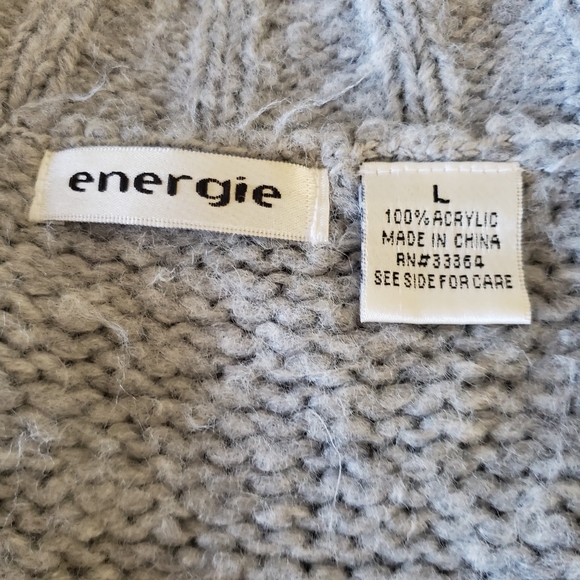 energie
L
100% ACRYLIC
MADE IN CHINA
RN#33364
SEE SIDE FOR CARE